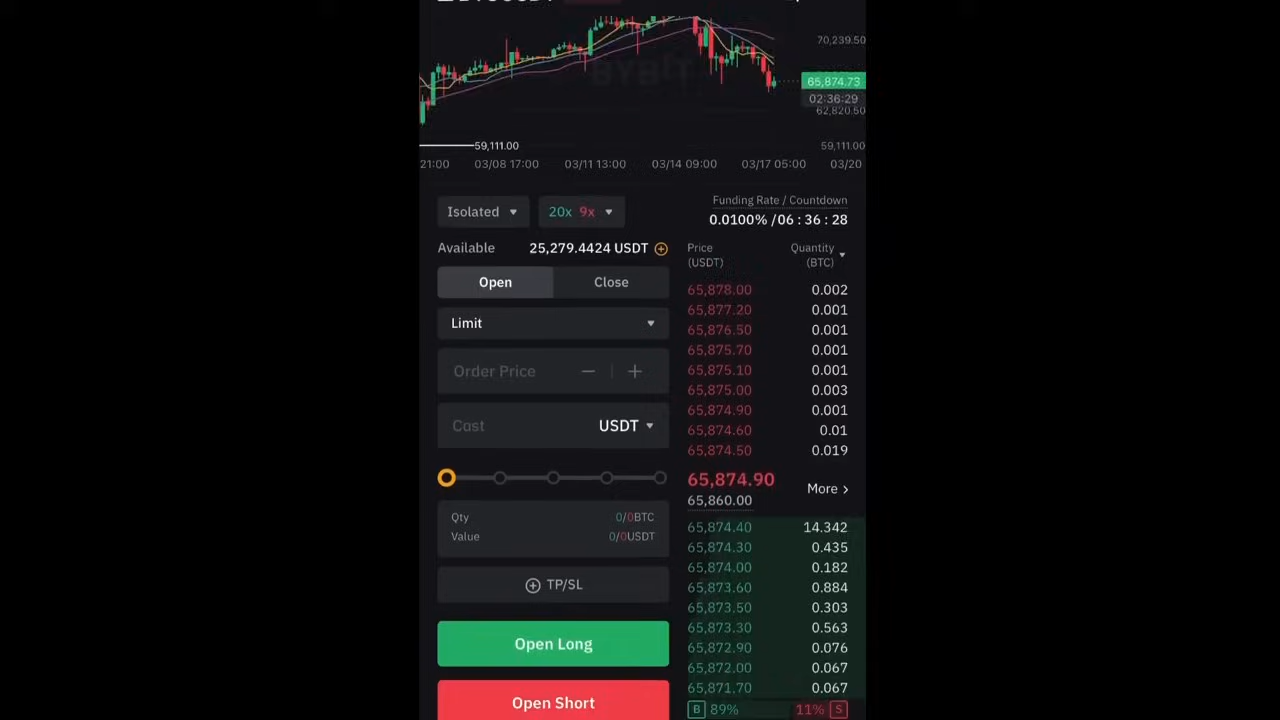 70,239.50
BYBIT
65,874.73
02:36:29
62,820.50
59,111.00
59,111.00
21:00 03/08 17:00 03/11 13:00 03/14 09:00 03/17 05:00 03/20
Isolated
20x 9x
Funding Rate / Countdown
0.0100% /06 : 36 : 28
Available 25,279.4424 USDT
Open Close
Limit
Order Price
Cost
USDT
Qty 0/0BTC
Value 0/0USDT
TP/SL
Open Long
Open Short
Price Quantity
(USDT) (BTC)
65,878.00 0.002
65,877.20 0.001
65,876.50 0.001
65,875.70 0.001
65,875.10 0.001
65,875.00 0.003
65,874.90 0.001
65,874.60 0.01
65,874.50 0.019
65,874.90
65,860.00
More
65,874.40 14.342
65,874.30 0.435
65,874.00 0.182
65,873.60 0.884
65,873.50 0.303
65,873.30 0.563
65,872.90 0.076
65,872.00 0.067
65,871.70 0.067
B 89% 11% S